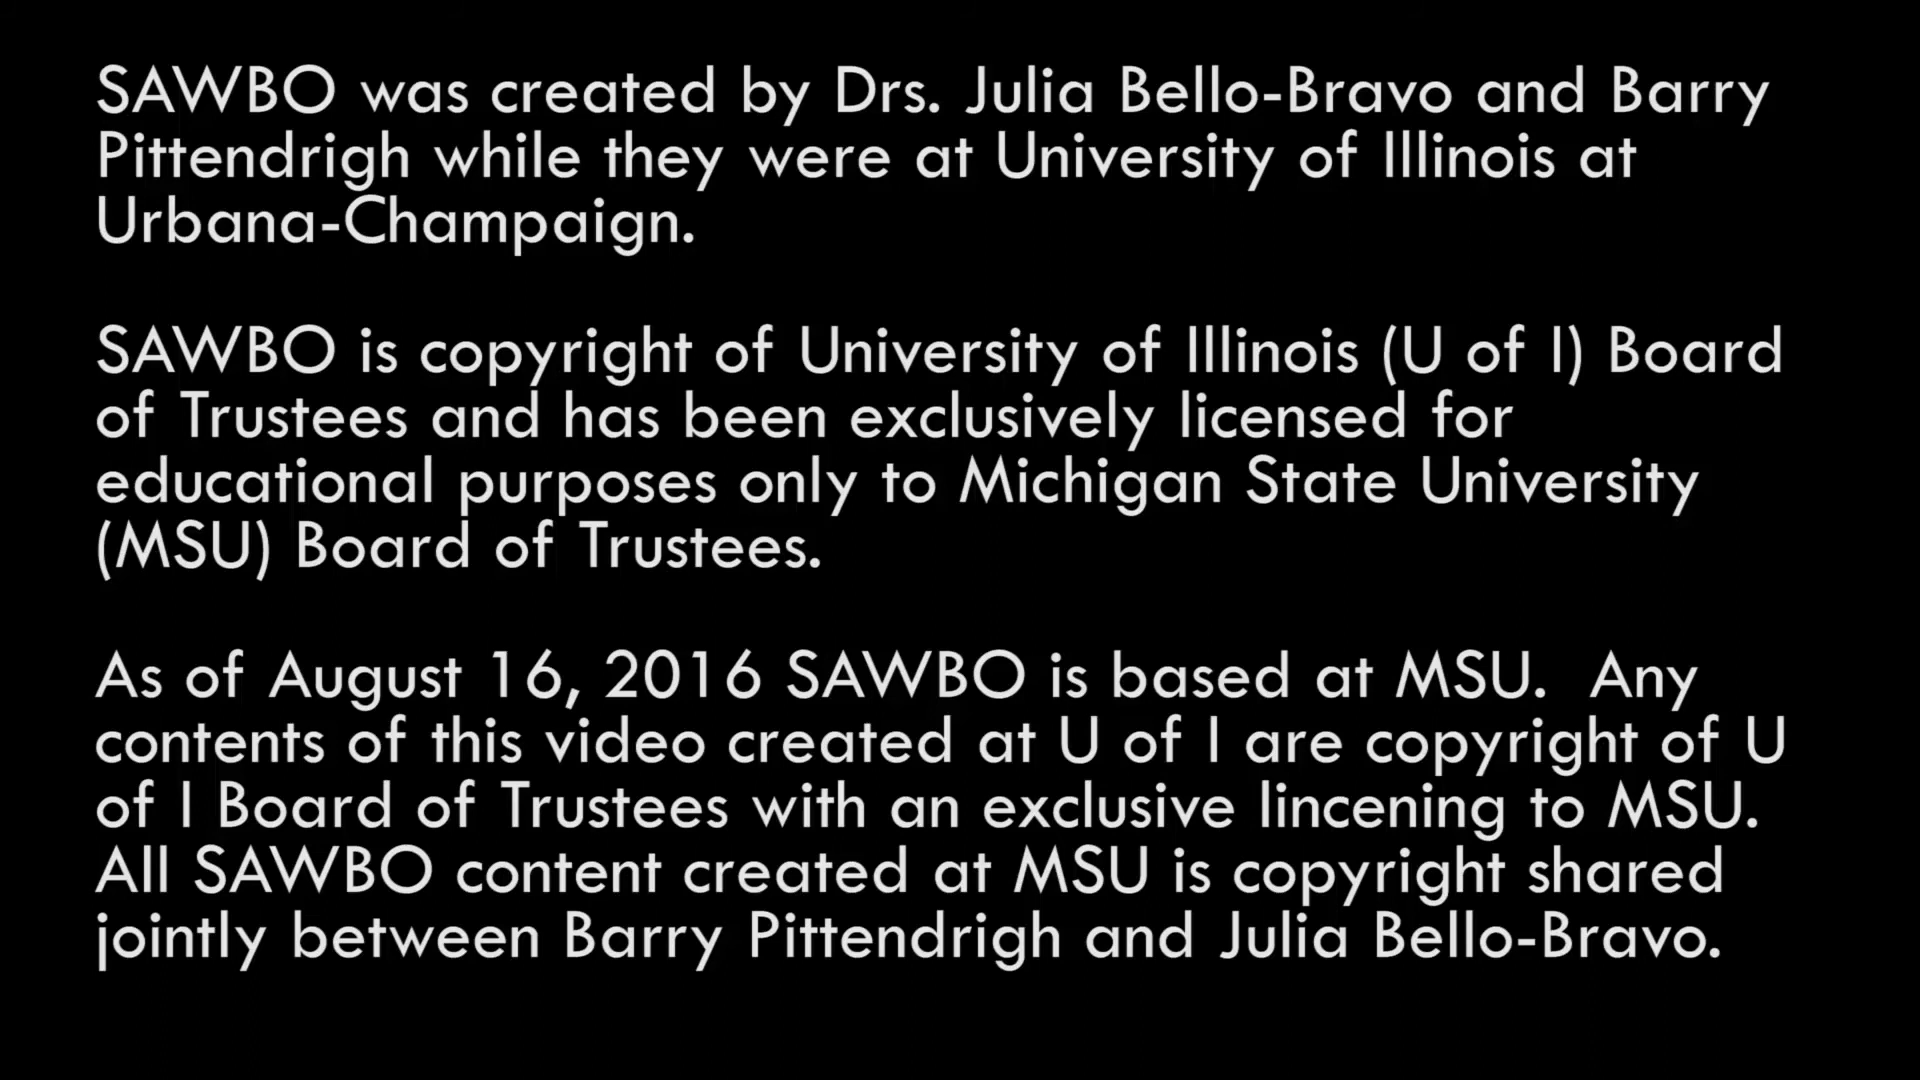 SAWBO was created by Drs. Julia Bello-Bravo and Barry
Pittendrigh while they were at University of Illinois at
Urbana-Champaign.
SAWBO is copyright of University of Illinois (U of I) Board
of Trustees and has been exclusively licensed for
educational purposes only to Michigan State University
(MSU) Board of Trustees.
As of August 16, 2016 SAWBO is based at MSU.  Any
contents of this video created at U of I are copyright of U
of I Board of Trustees with an exclusive lincening to MSU.
All SAWBO content created at MSU is copyright shared
jointly between Barry Pittendrigh and Julia Bello-Bravo.